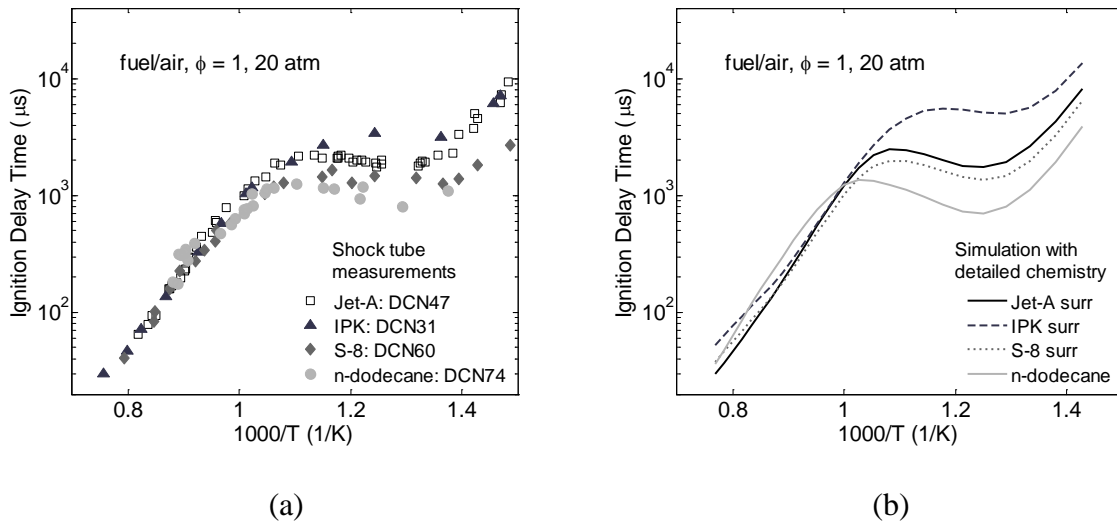 Ignition Delay Time ( μs)
10^4
10^3
10^2
fuel/air, ϕ = 1, 20 atm
Shock tube
measurements
Jet-A: DCN47
IPK: DCN31
S-8: DCN60
n-dodecane: DCN74
0.8 1 1.2 1.4
1000/T (1/K)
(a)
Ignition Delay Time ( μs)
10^4
10^3
10^2
fuel/air, ϕ = 1, 20 atm
Simulation with
detailed chemistry
Jet-A surr
IPK surr
S-8 surr
n-dodecane
0.8 1 1.2 1.4
1000/T (1/K)
(b)